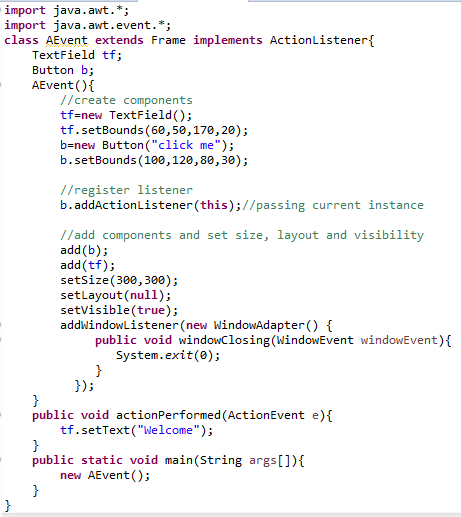 import java.awt.*;
import java.awt.event.*;
class AEvent extends Frame implements ActionListener{
    TextField tf;
    Button b;
    AEvent(){
        //create components
        tf=new TextField();
        tf.setBounds(60,50,170,20);
        b=new Button("click me");
        b.setBounds(100,120,80,30);

        //register listener
        b.addActionListener(this);//passing current instance

        //add components and set size, layout and visibility
        add(b);
        add(tf);
        setSize(300,300);
        setLayout(null);
        setVisible(true);
        addWindowListener(new WindowAdapter() {
             public void windowClosing(WindowEvent windowEvent){
                System.exit(0);
             }
          });
    }
    public void actionPerformed(ActionEvent e){
        tf.setText("Welcome");
    }
    public static void main(String args[]){
        new AEvent();
    }
}